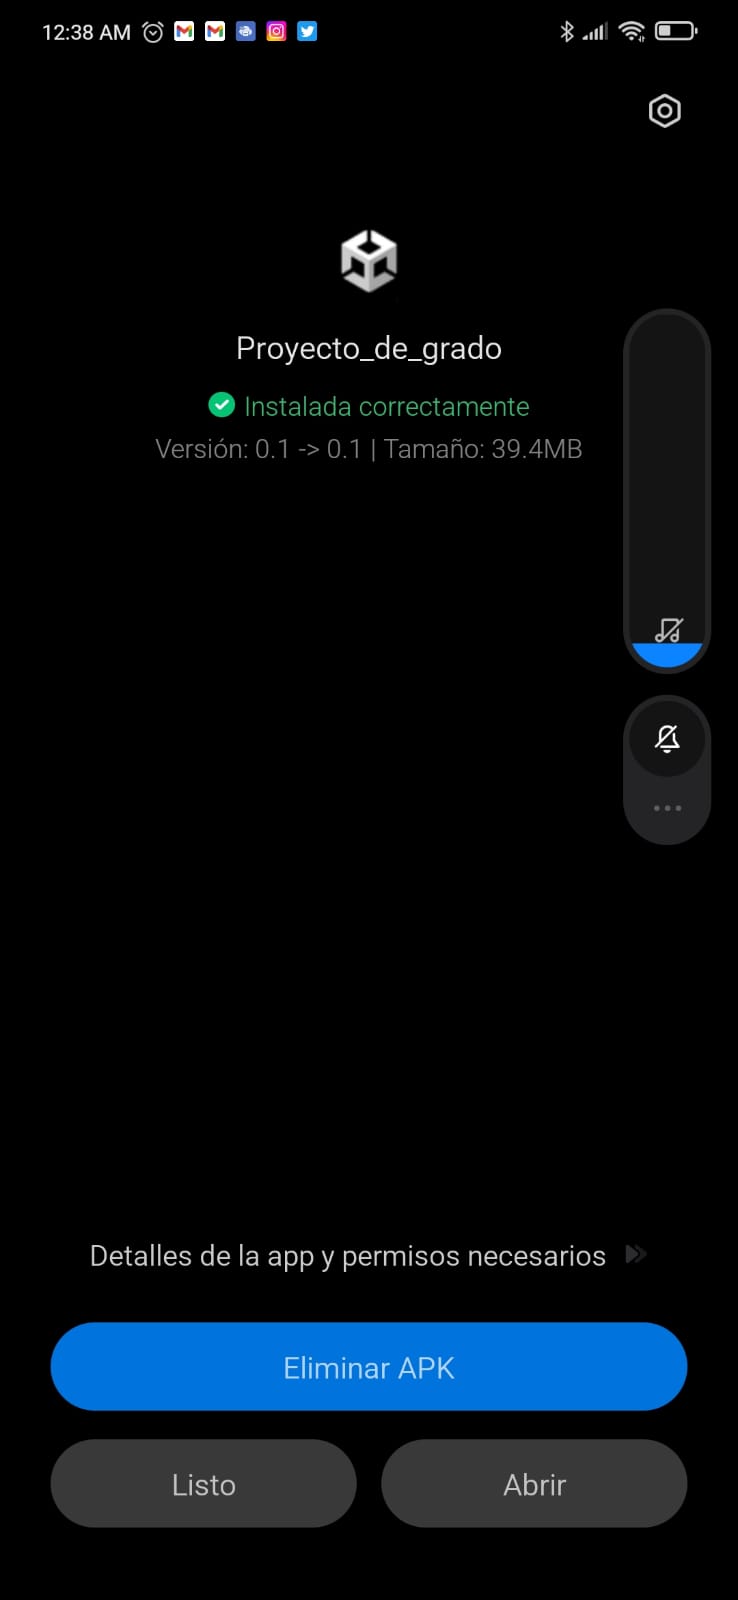 12:38 AM
Proyecto_de_grado
Instalada correctamente
Versión: 0.1 -> 0.1 | Tamaño: 39.4MB
Detalles de la app y permisos necesarios
Eliminar APK
Listo
Abrir